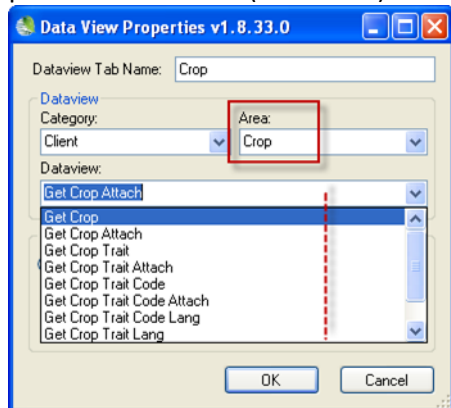 Data View Properties v1.8.33.0
Dataview Tab Name: Crop
Dataview
Category: Area:
Client Crop
Dataview:
Get Crop Attach
Get Crop
Get Crop Attach
Get Crop Trait
Get Crop Trait Attach
Get Crop Trait Code
Get Crop Trait Code Attach
Get Crop Trait Code Lang
Get Crop Trait Lang
OK Cancel